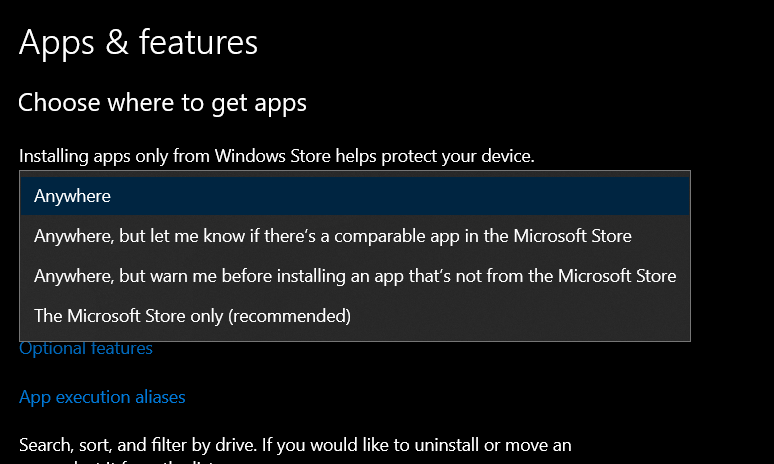 Apps & features
Choose where to get apps
Installing apps only from Windows Store helps protect your device.
Anywhere
Anywhere, but let me know if there's a comparable app in the Microsoft Store
Anywhere, but warn me before installing an app that's not from the Microsoft Store
The Microsoft Store only (recommended)
Optional features
App execution aliases
Search, sort, and filter by drive. If you would like to uninstall or move an